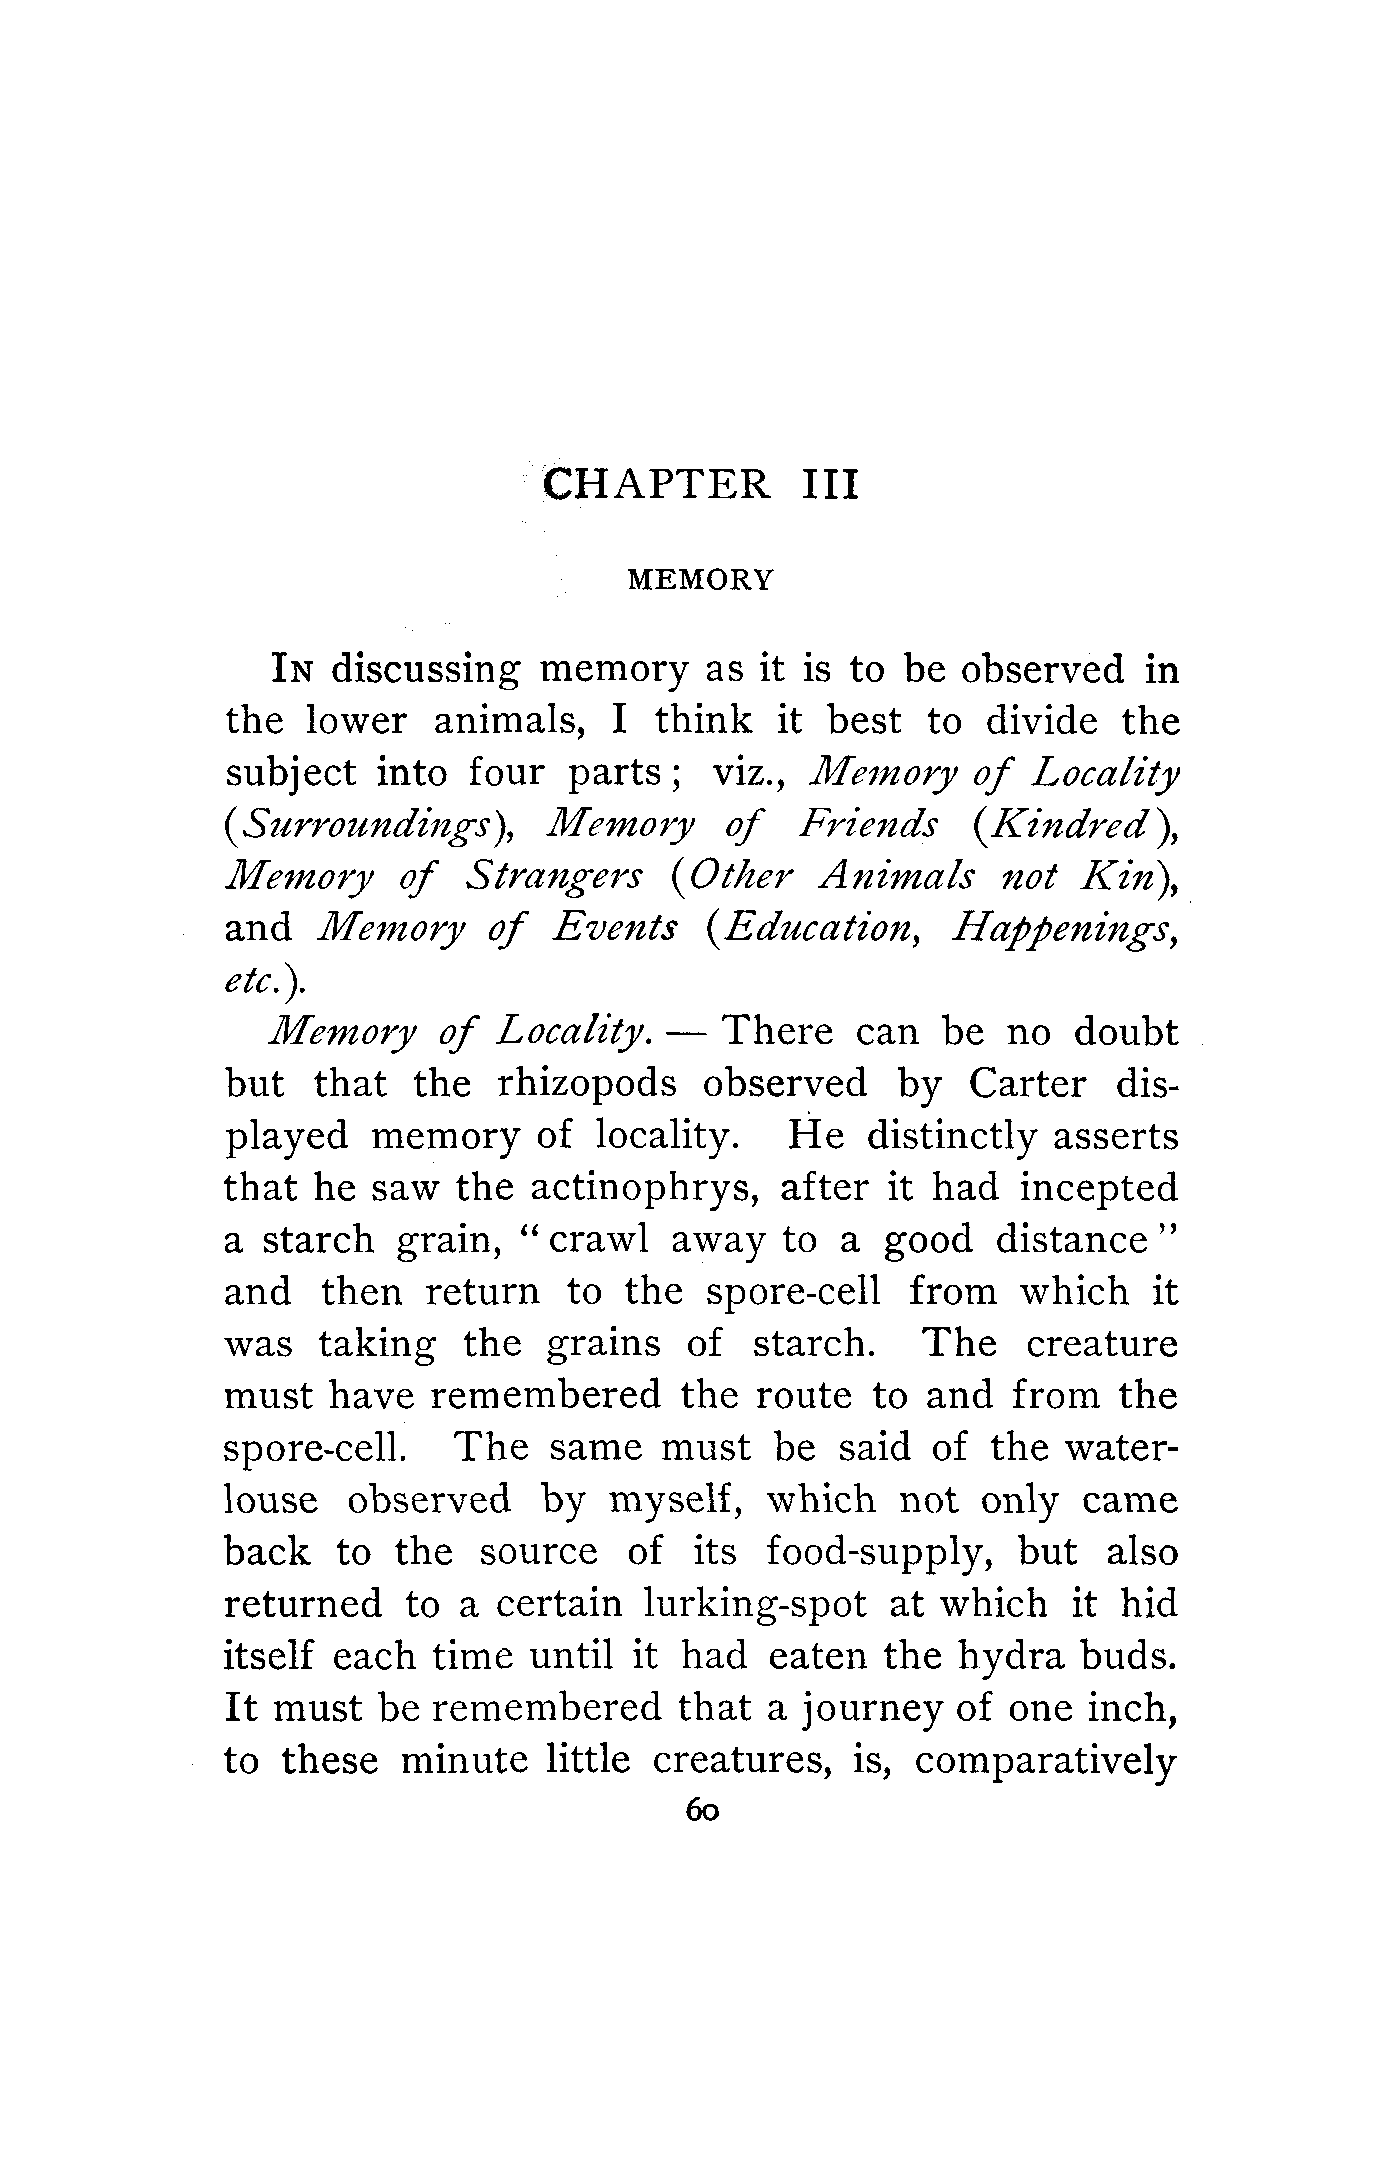 CHAPTER III
MEMORY
IN discussing memory as it is to be observed in
the lower animals, I think it best to divide the
subject into four parts; viz., Memory of Locality
(Surroundings), Memory of Friends (Kindred),
Memory of Strangers (Other Animals not Kin),
and Memory of Events (Education, Happenings,
etc.).
Memory of Locality. — There can be no doubt
but that the rhizopods observed by Carter dis-
played memory of locality. He distinctly asserts
that he saw the actinophrys, after it had incepted
a starch grain, “crawl away to a good distance”
and then return to the spore-cell from which it
was taking the grains of starch. The creature
must have remembered the route to and from the
spore-cell. The same must be said of the water-
louse observed by myself, which not only came
back to the source of its food-supply, but also
returned to a certain lurking-spot at which it hid
itself each time until it had eaten the hydra buds.
It must be remembered that a journey of one inch,
to these minute little creatures, is, comparatively
60